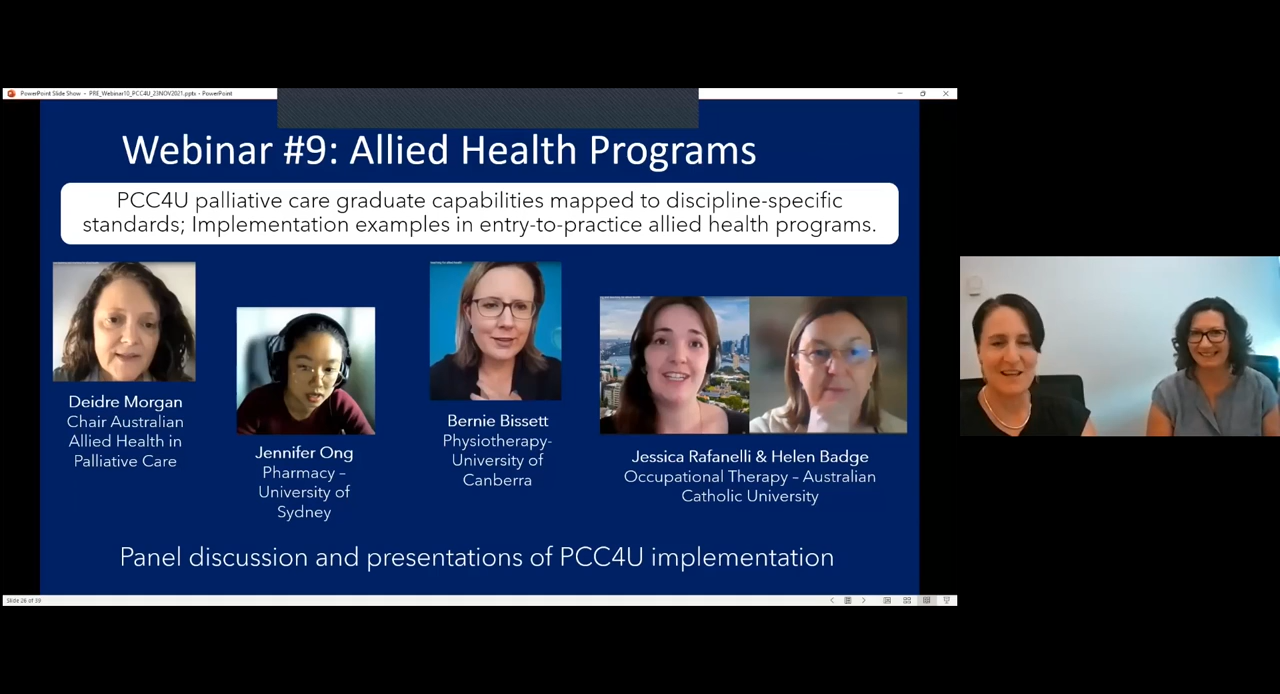 PowerPoint Slide Show - PRE_Webinar10_PCC4U_23NOV2021.pptx - PowerPoint
Webinar #9: Allied Health Programs
PCC4U palliative care graduate capabilities mapped to discipline-specific
standards; Implementation examples in entry-to-practice allied health programs.
Deidre Morgan
Chair Australian
Allied Health in
Palliative Care
Jennifer Ong
Pharmacy –
University of
Sydney
Bernie Bissett
Physiotherapy-
University of
Canberra
Jessica Rafanelli & Helen Badge
Occupational Therapy – Australian
Catholic University
Panel discussion and presentations of PCC4U implementation
Slide 26 of 39